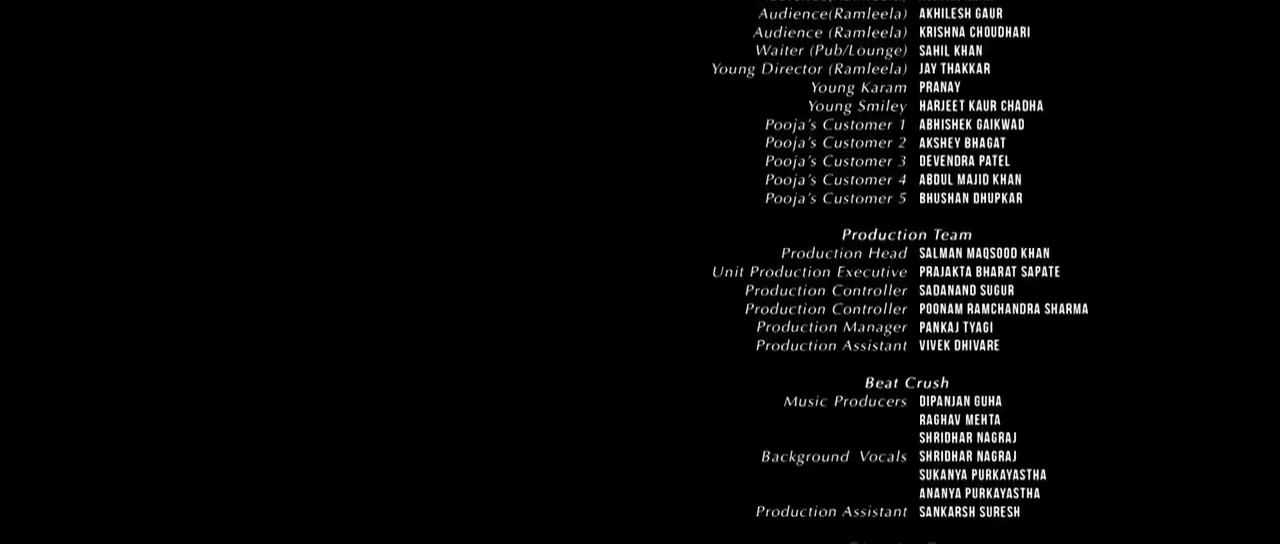 Audience(Ramleela) AKHILESH GAUR
Audience (Ramleela) KRISHNA CHOUDHARI
Waiter (Pub/Lounge) SAHIL KHAN
Young Director (Ramleela) JAY THAKKAR
Young Karam PRANAY
Young Smiley HARJEET KAUR CHADHA
Pooja's Customer 1 ABHISHEK GAIKWAD
Pooja's Customer 2 AKSHEY BHAGAT
Pooja's Customer 3 DEVENDRA PATEL
Pooja's Customer 4 ABDUL MAJID KHAN
Pooja's Customer 5 BHUSHAN DHUPKAR
Production Team
Production Head SALMAN MAQSOOD KHAN
Unit Production Executive PRAJAKTA BHARAT SAPATE
Production Controller SADANAND SUGUR
Production Controller POONAM RAMCHANDRA SHARMA
Production Manager PANKAJ TYAGI
Production Assistant VIVEK DHIVARE
Beat Crush
Music Producers DIPANJAN GUHA
RAGHAV MEHTA
SHRIDHAR NAGRAJ
Background Vocals SHRIDHAR NAGRAJ
SUKANYA PURKAYASTHA
ANANYA PURKAYASTHA
Production Assistant SANKARSH SURESH